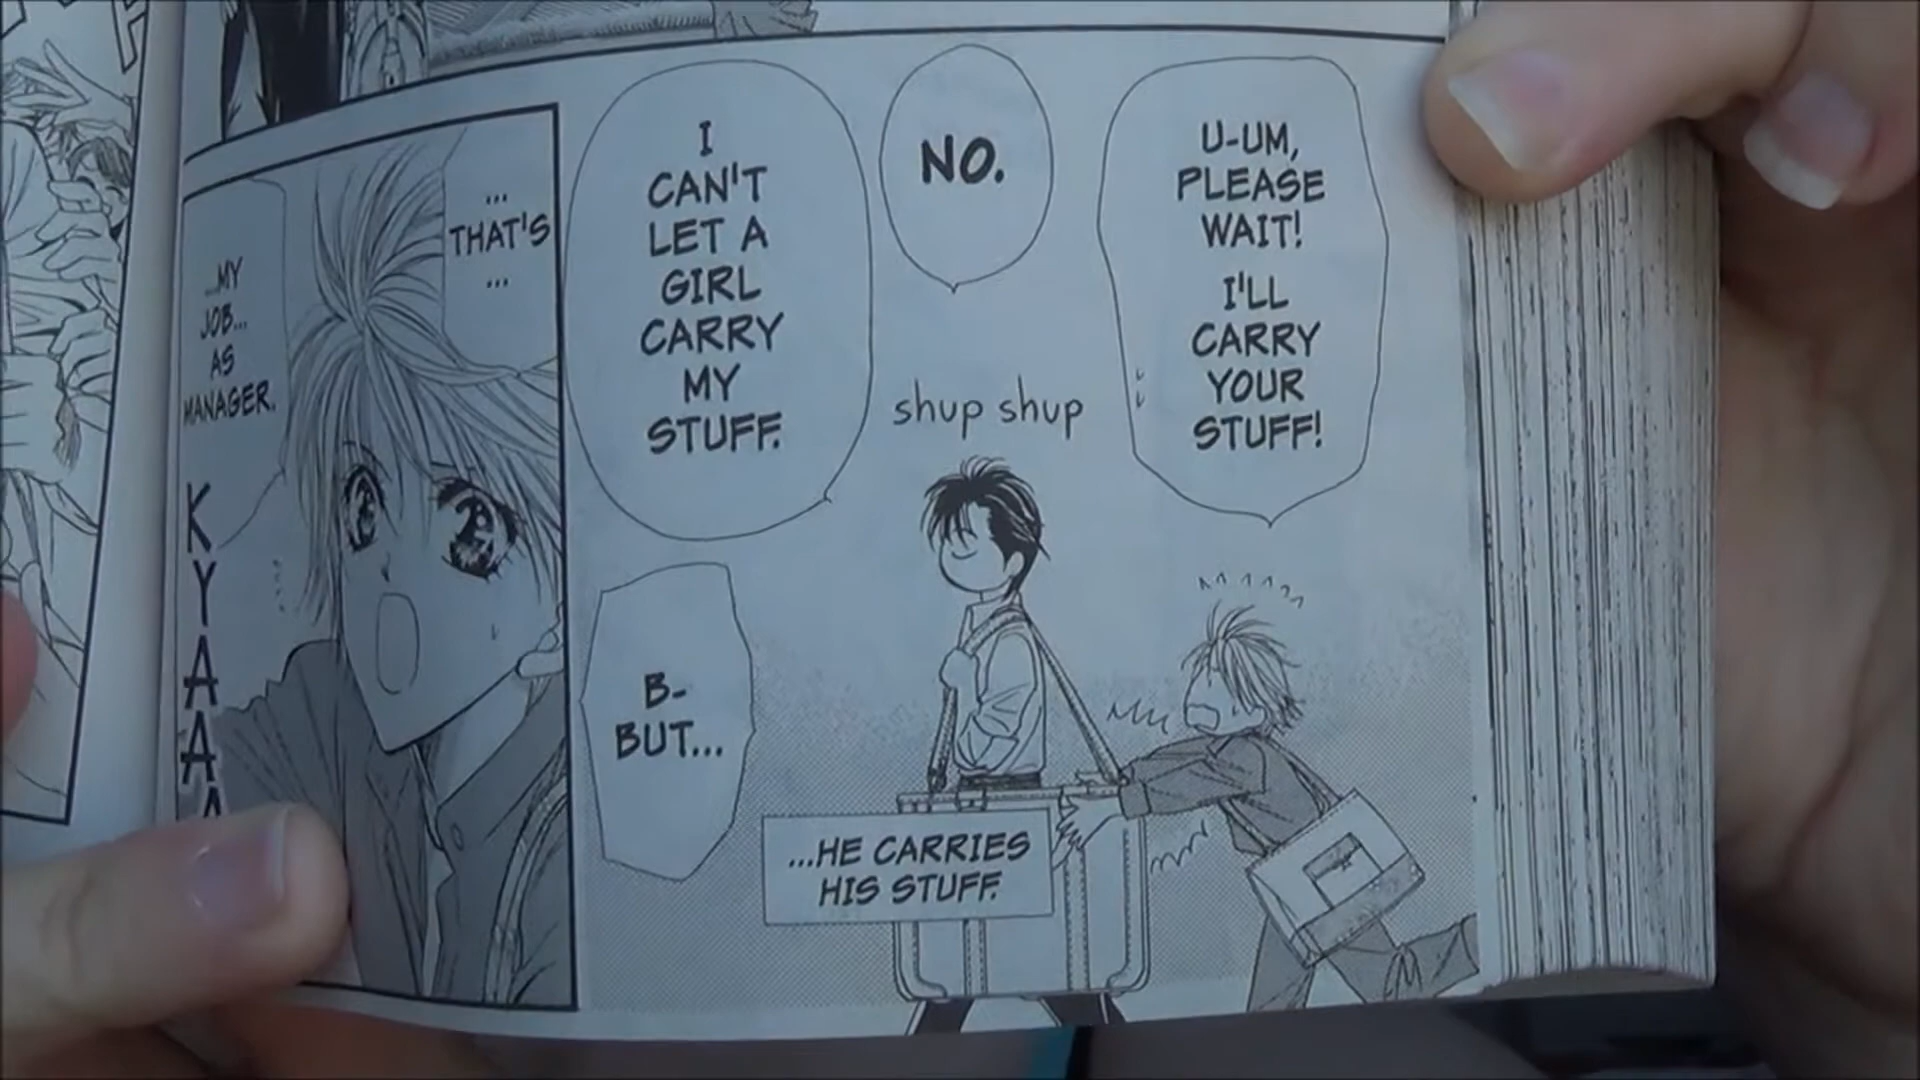 U-UM,
PLEASE
WAIT!
I'LL
CARRY
YOUR
STUFF!
NO.
shup shup
I
CAN'T
LET A
GIRL
CARRY
MY
STUFF.
B-
BUT...
...HE CARRIES
HIS STUFF.
...
THAT'S
...
...MY
JOB...
AS
MANAGER.
KYAAA